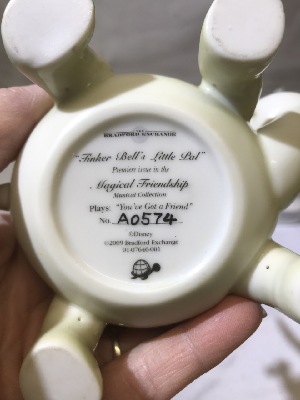 THE
BRADFORD EXCHANGE
"Tinker Bell's Little Pal"
Premiere issue in the
Magical Friendship
Musical Collection
Plays: "You've Got a Friend"
No. A0574
©Disney
©2009 Bradford Exchange